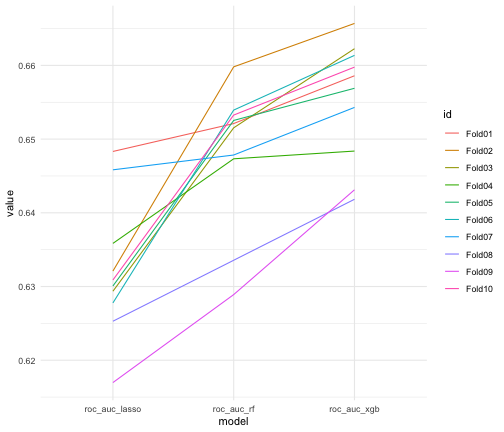 0.66
0.65
0.64
0.63
0.62
value
roc_auc_lasso
roc_auc_rf
roc_auc_xgb
model
id
Fold01
Fold02
Fold03
Fold04
Fold05
Fold06
Fold07
Fold08
Fold09
Fold10